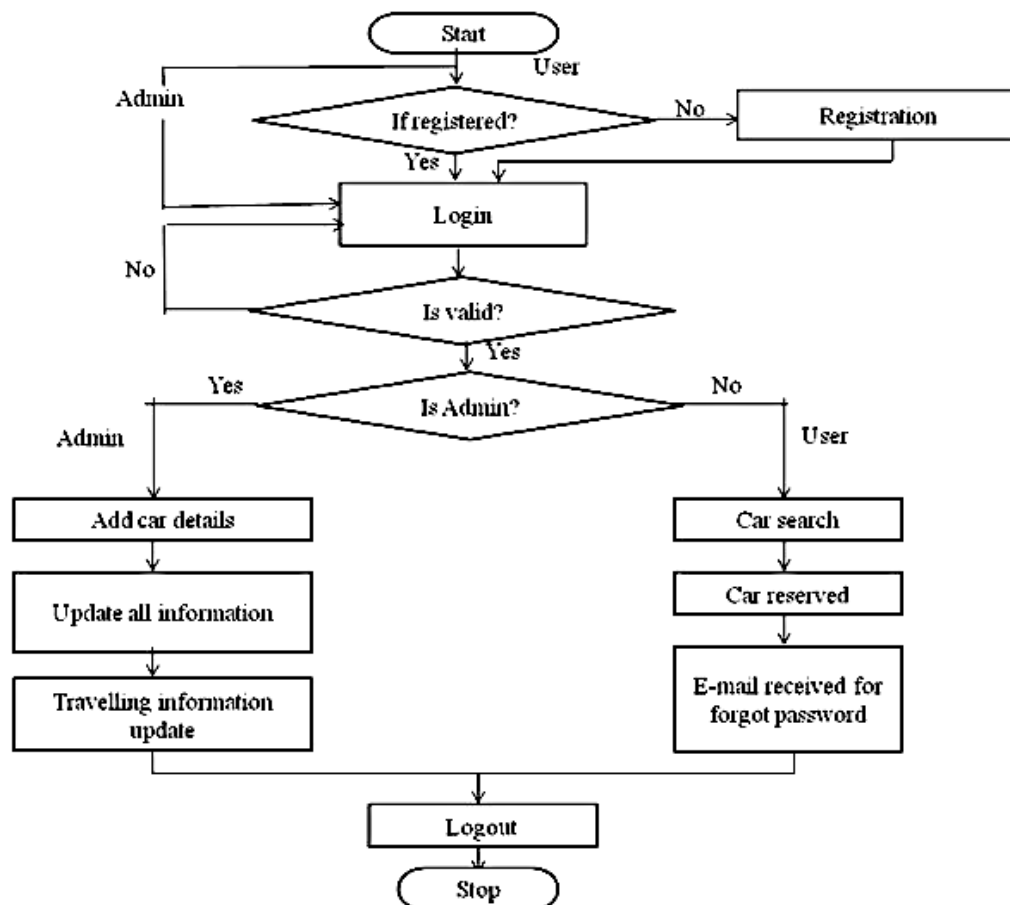 Start
User
Admin
If registered?
No
Registration
Yes
Login
No
Is valid?
Yes
Yes
Is Admin?
No
Admin
User
Add car details
Car search
Update all information
Car reserved
Travelling information
update
E-mail received for
forgot password
Logout
Stop